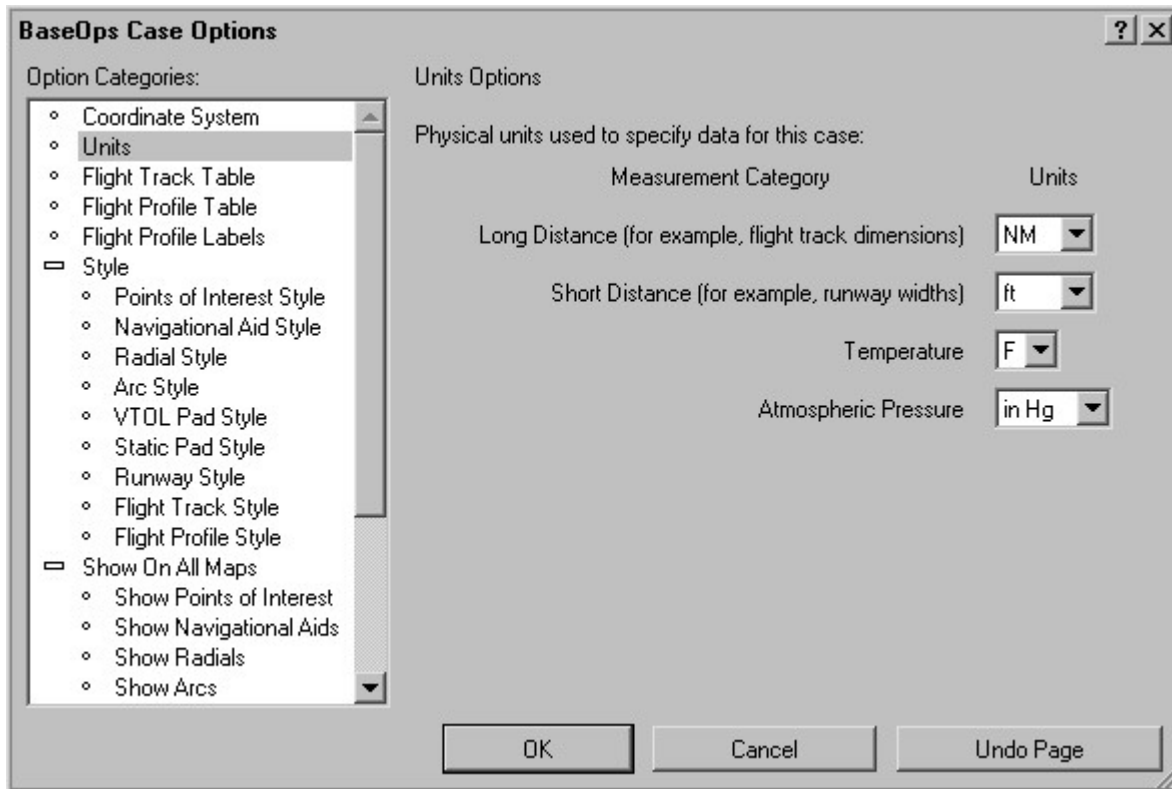 BaseOps Case Options
?
Option Categories:
Coordinate System
Units
Flight Track Table
Flight Profile Table
Flight Profile Labels
Style
Points of Interest Style
Navigational Aid Style
Radial Style
Arc Style
VTOL Pad Style
Static Pad Style
Runway Style
Flight Track Style
Flight Profile Style
Show On All Maps
Show Points of Interest
Show Navigational Aids
Show Radials
Show Arcs
Units Options
Physical units used to specify data for this case:
Measurement Category Units
Long Distance (for example, flight track dimensions) NM
Short Distance (for example, runway widths) ft
Temperature F
Atmospheric Pressure in Hg
OK Cancel Undo Page